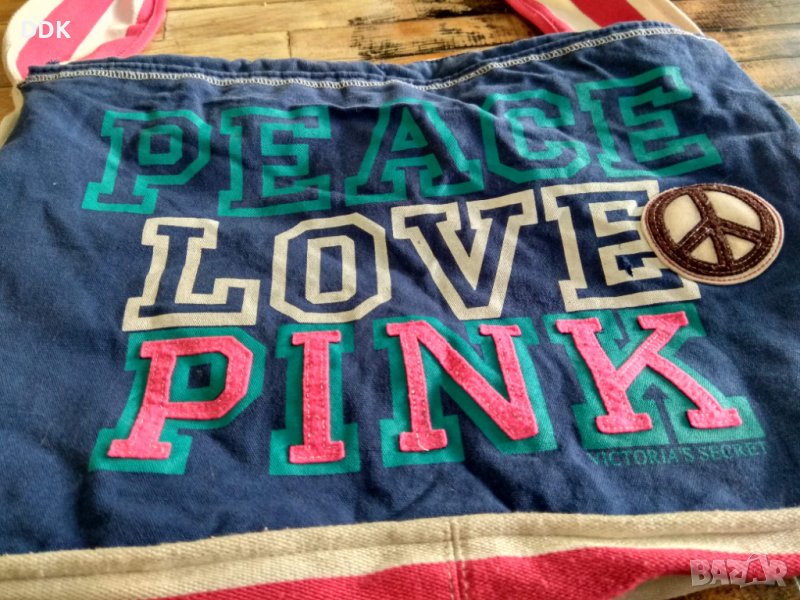 DDK
PEACE
LOVE
PINK
VICTORIA'S SECRET
BAZAR